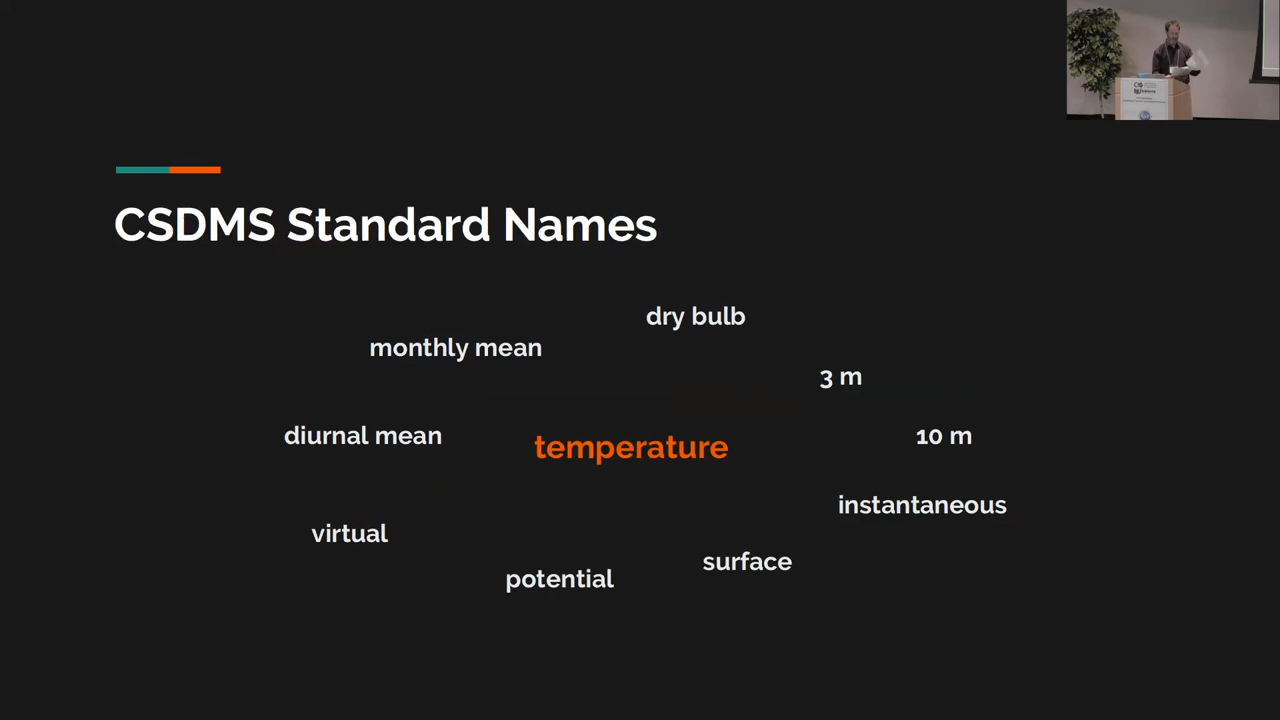 CSDMS Standard Names
dry bulb
monthly mean
3 m
diurnal mean
temperature
10 m
instantaneous
virtual
surface
potential